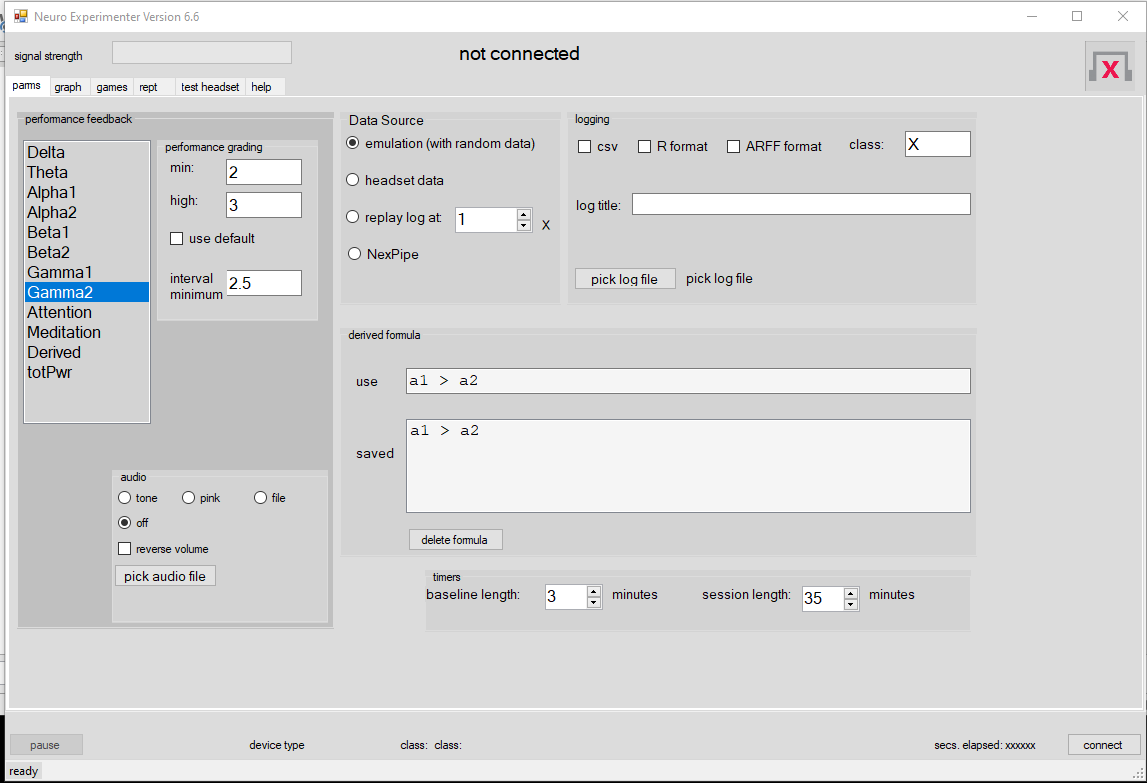 Neuro Experimenter Version 6.6
signal strength
not connected
X
parms graph games rept test headset help
performance feedback
Delta
Theta
Alpha1
Alpha2
Beta1
Beta2
Gamma1
Gamma2
Attention
Meditation
Derived
totPwr
performance grading
min: 2
high: 3
use default
interval
minimum 2.5
audio
tone pink file
off
reverse volume
pick audio file
Data Source
emulation (with random data)
headset data
replay log at: 1 X
NexPipe
logging
csv R format ARFF format class: X
log title:
pick log file pick log file
derived formula
use a1 > a2
saved a1 > a2
delete formula
timers
baseline length: 3 minutes session length: 35 minutes
pause device type class: class: secs. elapsed: xxxxxx connect
ready